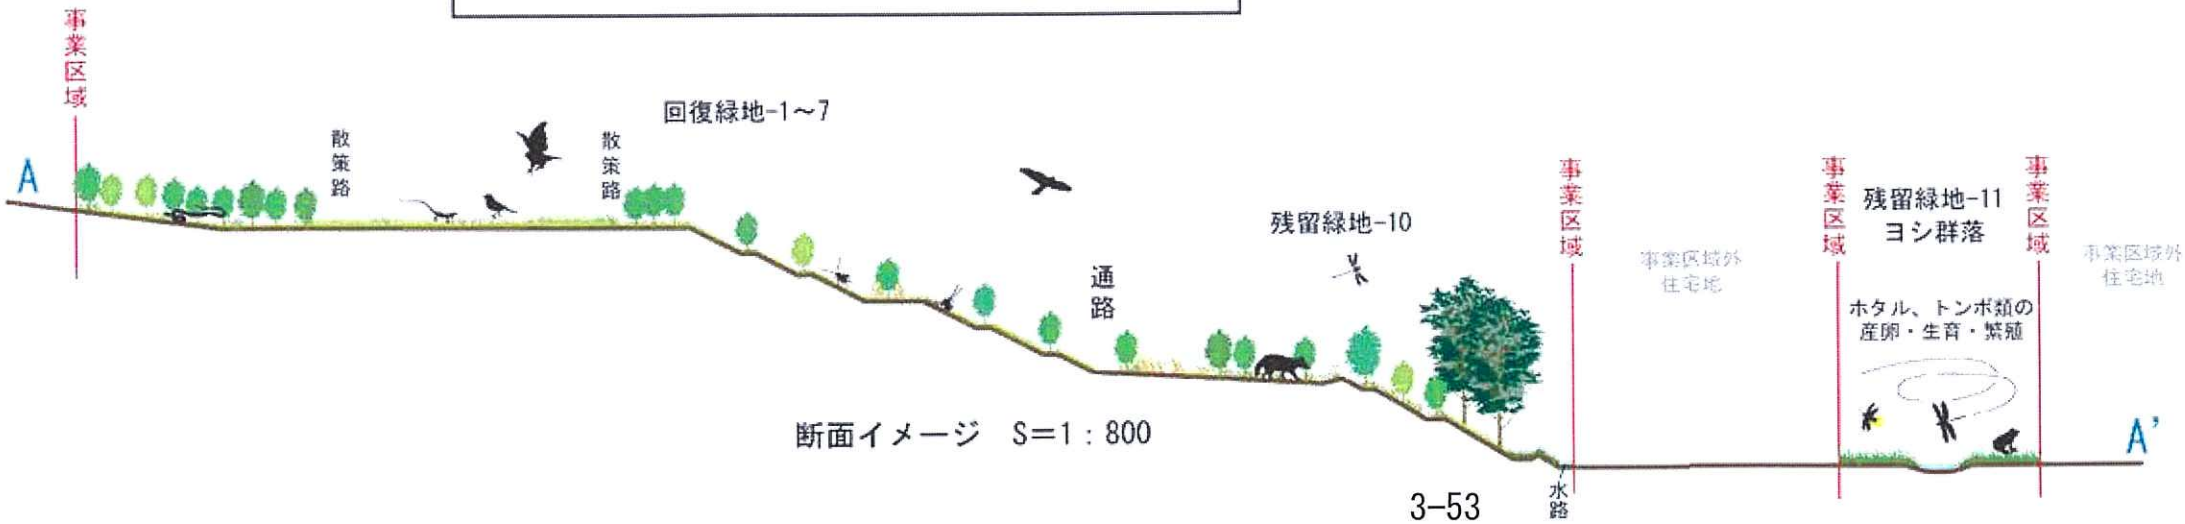 事業区域
回復緑地-1～7
散策路
散策路
A
残留緑地-10
通路
事業区域
事業区域外
住宅地
事業区域
残留緑地-11
ヨシ群落
事業区域
事業区域外
住宅地
ホタル、トンボ類の
産卵・生育・繁殖
断面イメージ　S＝1：800
A’
水路
3-53